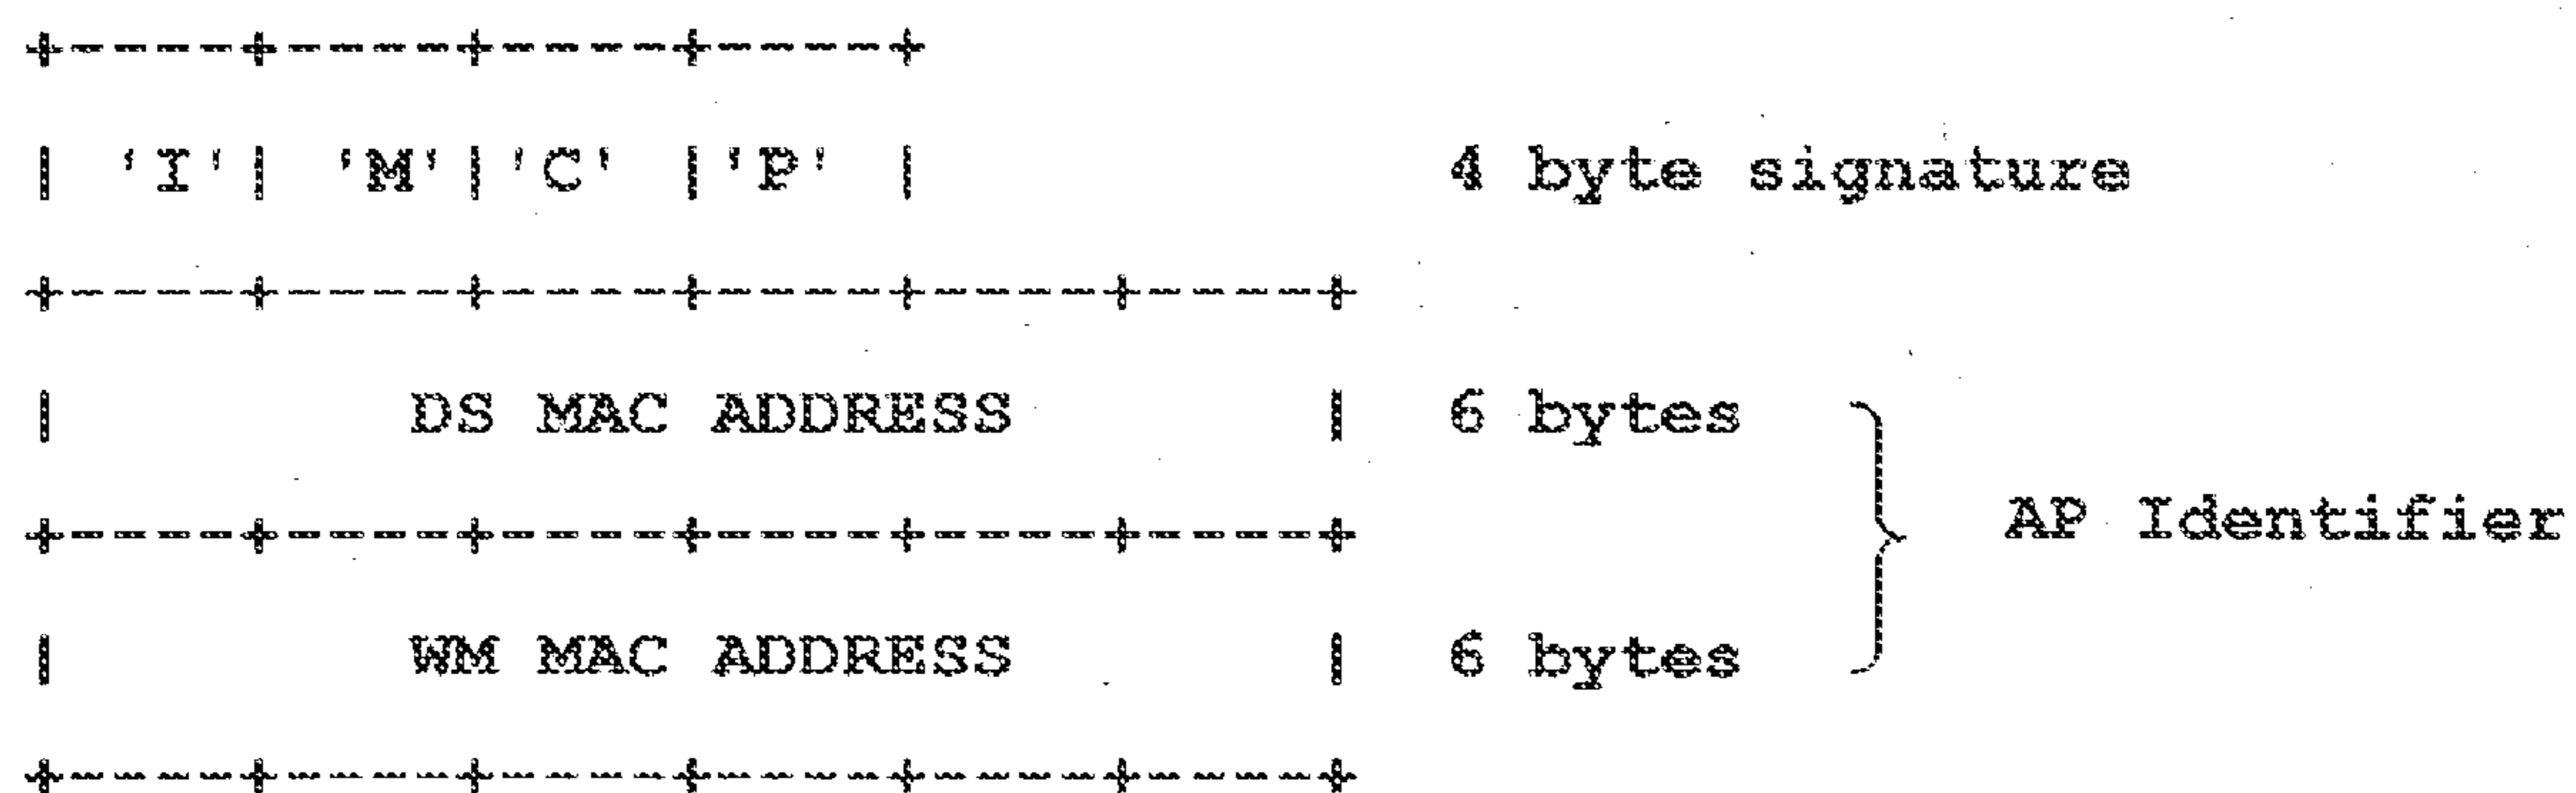 +----+----+----+----+
| 'I'| 'M'|'C' |'P' | 4 byte signature
+----+----+----+----+----+----+
| DS MAC ADDRESS | 6 bytes
AP Identifier
+----+----+----+----+----+----+
| WM MAC ADDRESS | 6 bytes
+----+----+----+----+----+----+